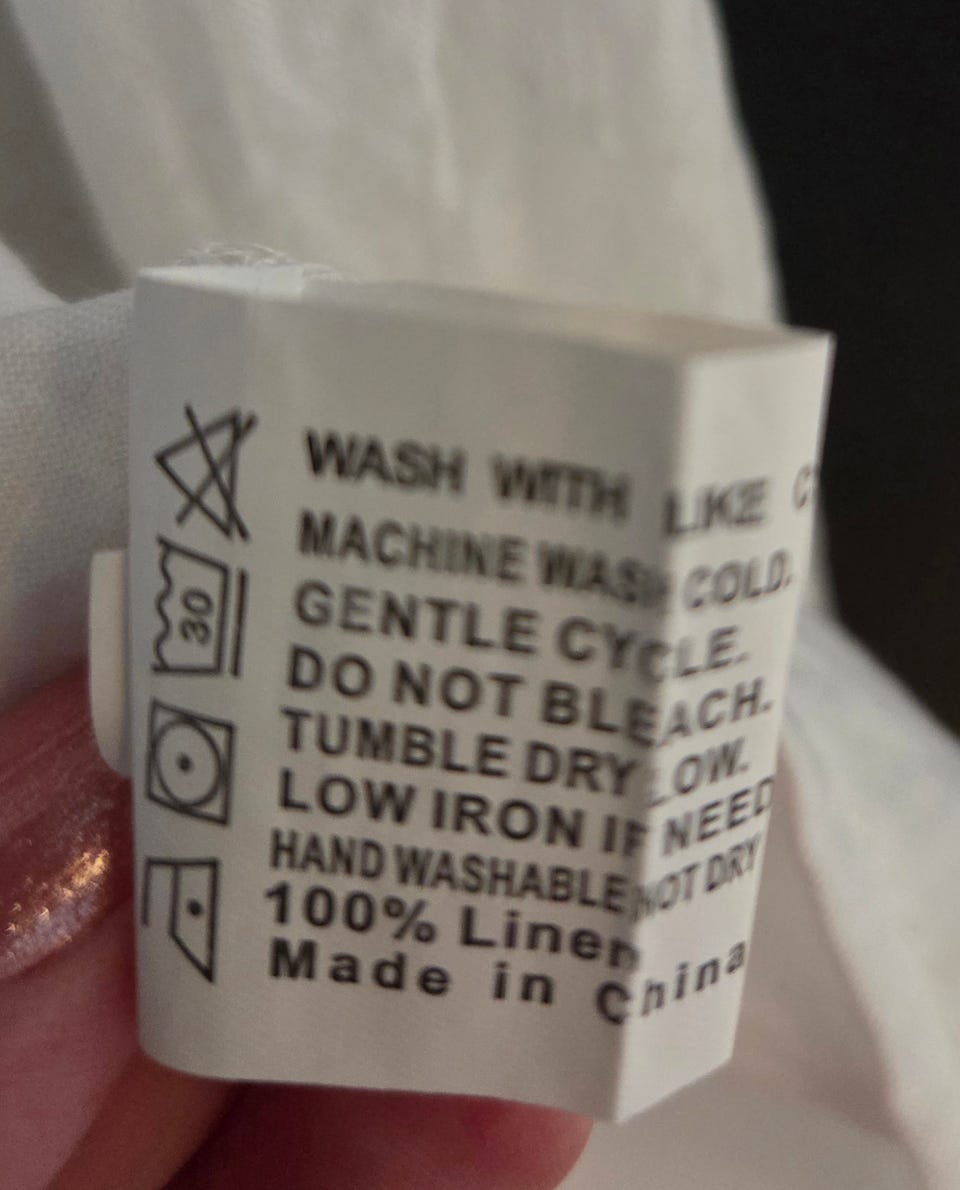 WASH WITH LIKE
MACHINE WASH COLD.
GENTLE CYCLE.
DO NOT BLEACH.
TUMBLE DRY LOW.
LOW IRON IF NEED
HAND WASHABLE NOT DRY
100% Linen
Made in China
30